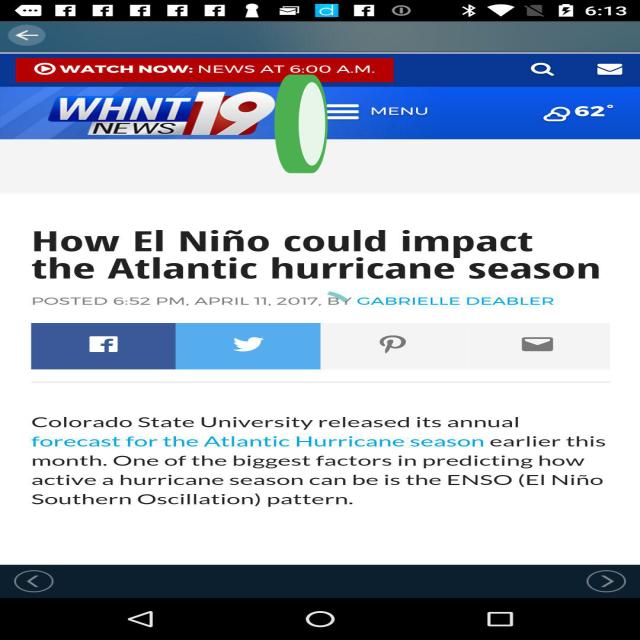 6:13
WATCH NOW: NEWS AT 6:00 A.M.
WHNT 19
NEWS
MENU
62°
How El Niño could impact
the Atlantic hurricane season
POSTED 6:52 PM, APRIL 11, 2017, BY GABRIELLE DEABLER
Colorado State University released its annual
forecast for the Atlantic Hurricane season earlier this
month. One of the biggest factors in predicting how
active a hurricane season can be is the ENSO (El Niño
Southern Oscillation) pattern.